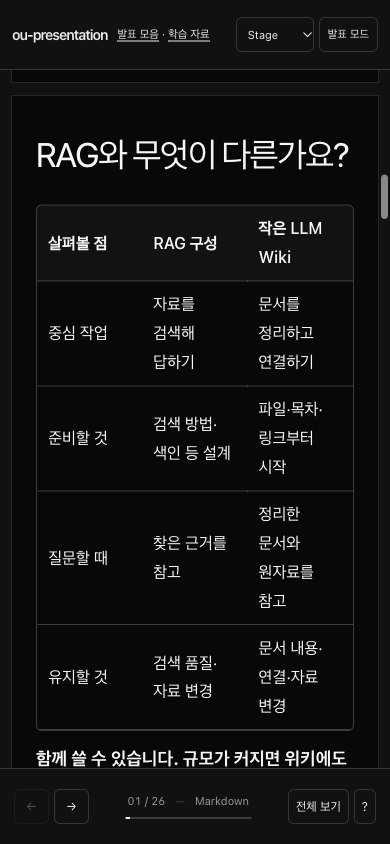 ou-presentation 발표 모음 · 학습 자료 Stage 발표 모드
RAG와 무엇이 다른가요?
살펴볼 점 RAG 구성 작은 LLM Wiki
중심 작업 자료를 검색해 답하기 문서를 정리하고 연결하기
준비할 것 검색 방법· 색인 등 설계 파일·목차· 링크부터 시작
질문할 때 찾은 근거를 참고 정리한 문서와 원자료를 참고
유지할 것 검색 품질· 자료 변경 문서 내용· 연결·자료 변경
함께 쓸 수 있습니다. 규모가 커지면 위키에도
← → 01 / 26 — Markdown 전체 보기 ?